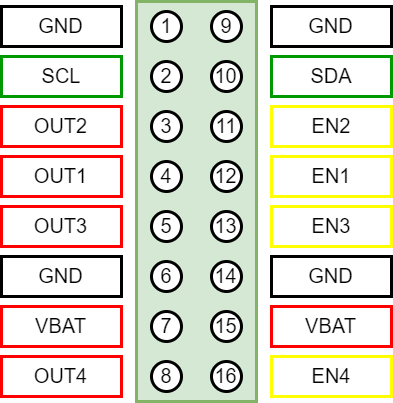 GND 1 9 GND
SCL 2 10 SDA
OUT2 3 11 EN2
OUT1 4 12 EN1
OUT3 5 13 EN3
GND 6 14 GND
VBAT 7 15 VBAT
OUT4 8 16 EN4